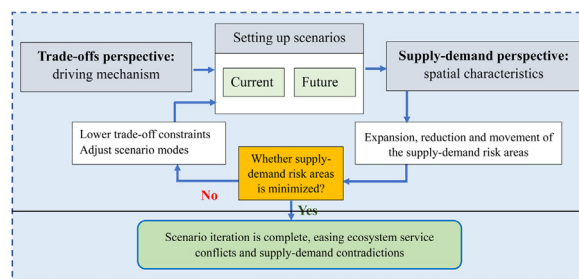 Setting up scenarios
Trade-offs perspective:
driving mechanism
Current
Future
Supply-demand perspective:
spatial characteristics
Lower trade-off constraints
Adjust scenario modes
Whether supply-
demand risk areas
is minimized?
Expansion, reduction and movement of
the supply-demand risk areas
No
Yes
Scenario iteration is complete, easing ecosystem service
conflicts and supply-demand contradictions